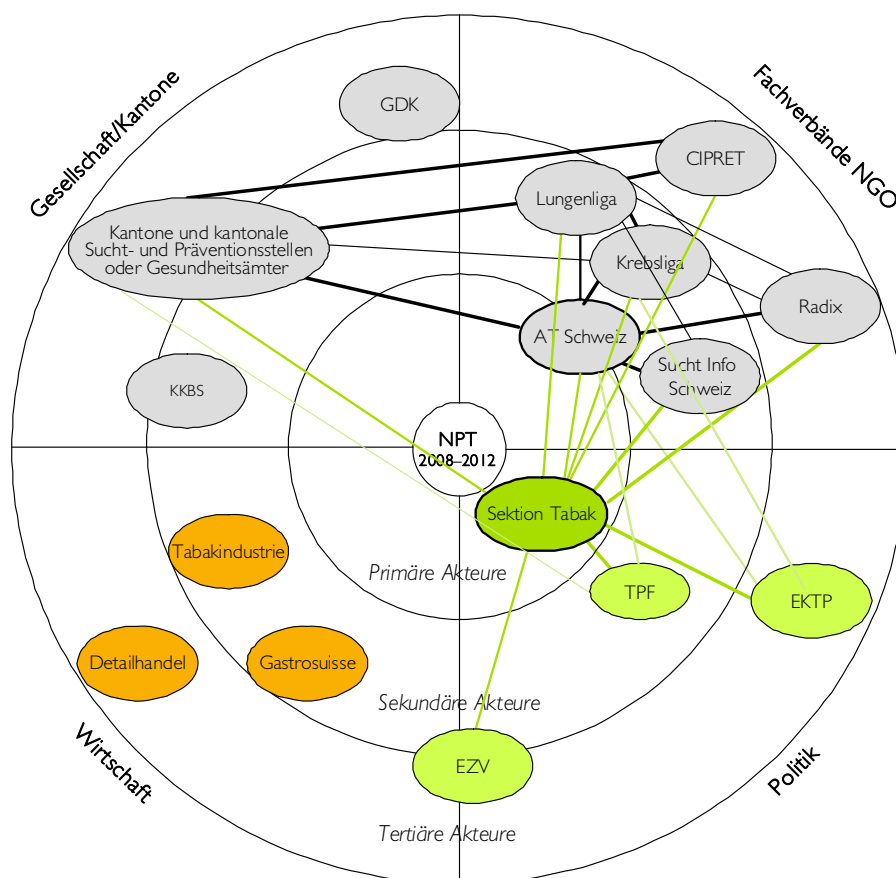 GDK
Gesellschaft/Kantone
Fachverbände NGO
CIPRET
Lungenliga
Kantone und kantonale
Sucht- und Präventionsstellen
oder Gesundheitsämter
Krebsliga
Radix
AT Schweiz
Sucht Info
Schweiz
KKBS
NPT
2008–2012
Sektion Tabak
Tabakindustrie
Primäre Akteure
TPF
EKTP
Detailhandel
Gastrosuisse
Sekundäre Akteure
Wirtschaft
EZV
Politik
Tertiäre Akteure